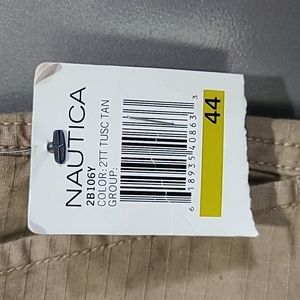 NAUTICA
2B106Y
COLOR: 2TT TUSC TAN
GROUP:
6 18935 40863 3
44